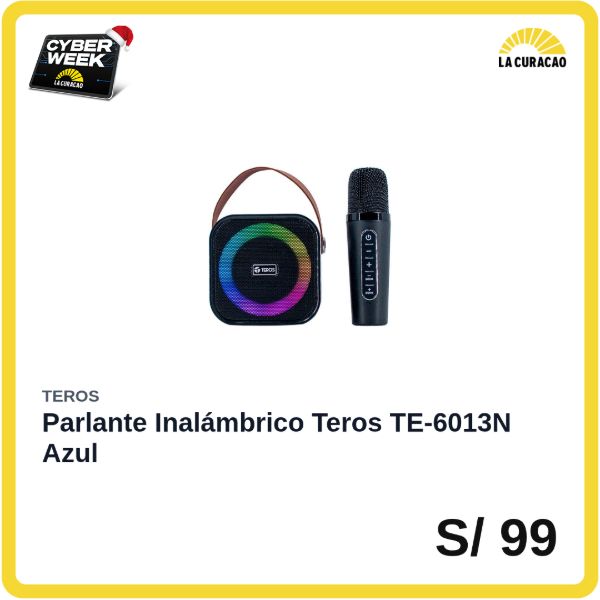 CYBER
WEEK
LA CURACAO
LA CURACAO
TEROS
TEROS
Parlante Inalámbrico Teros TE-6013N
Azul
S/ 99